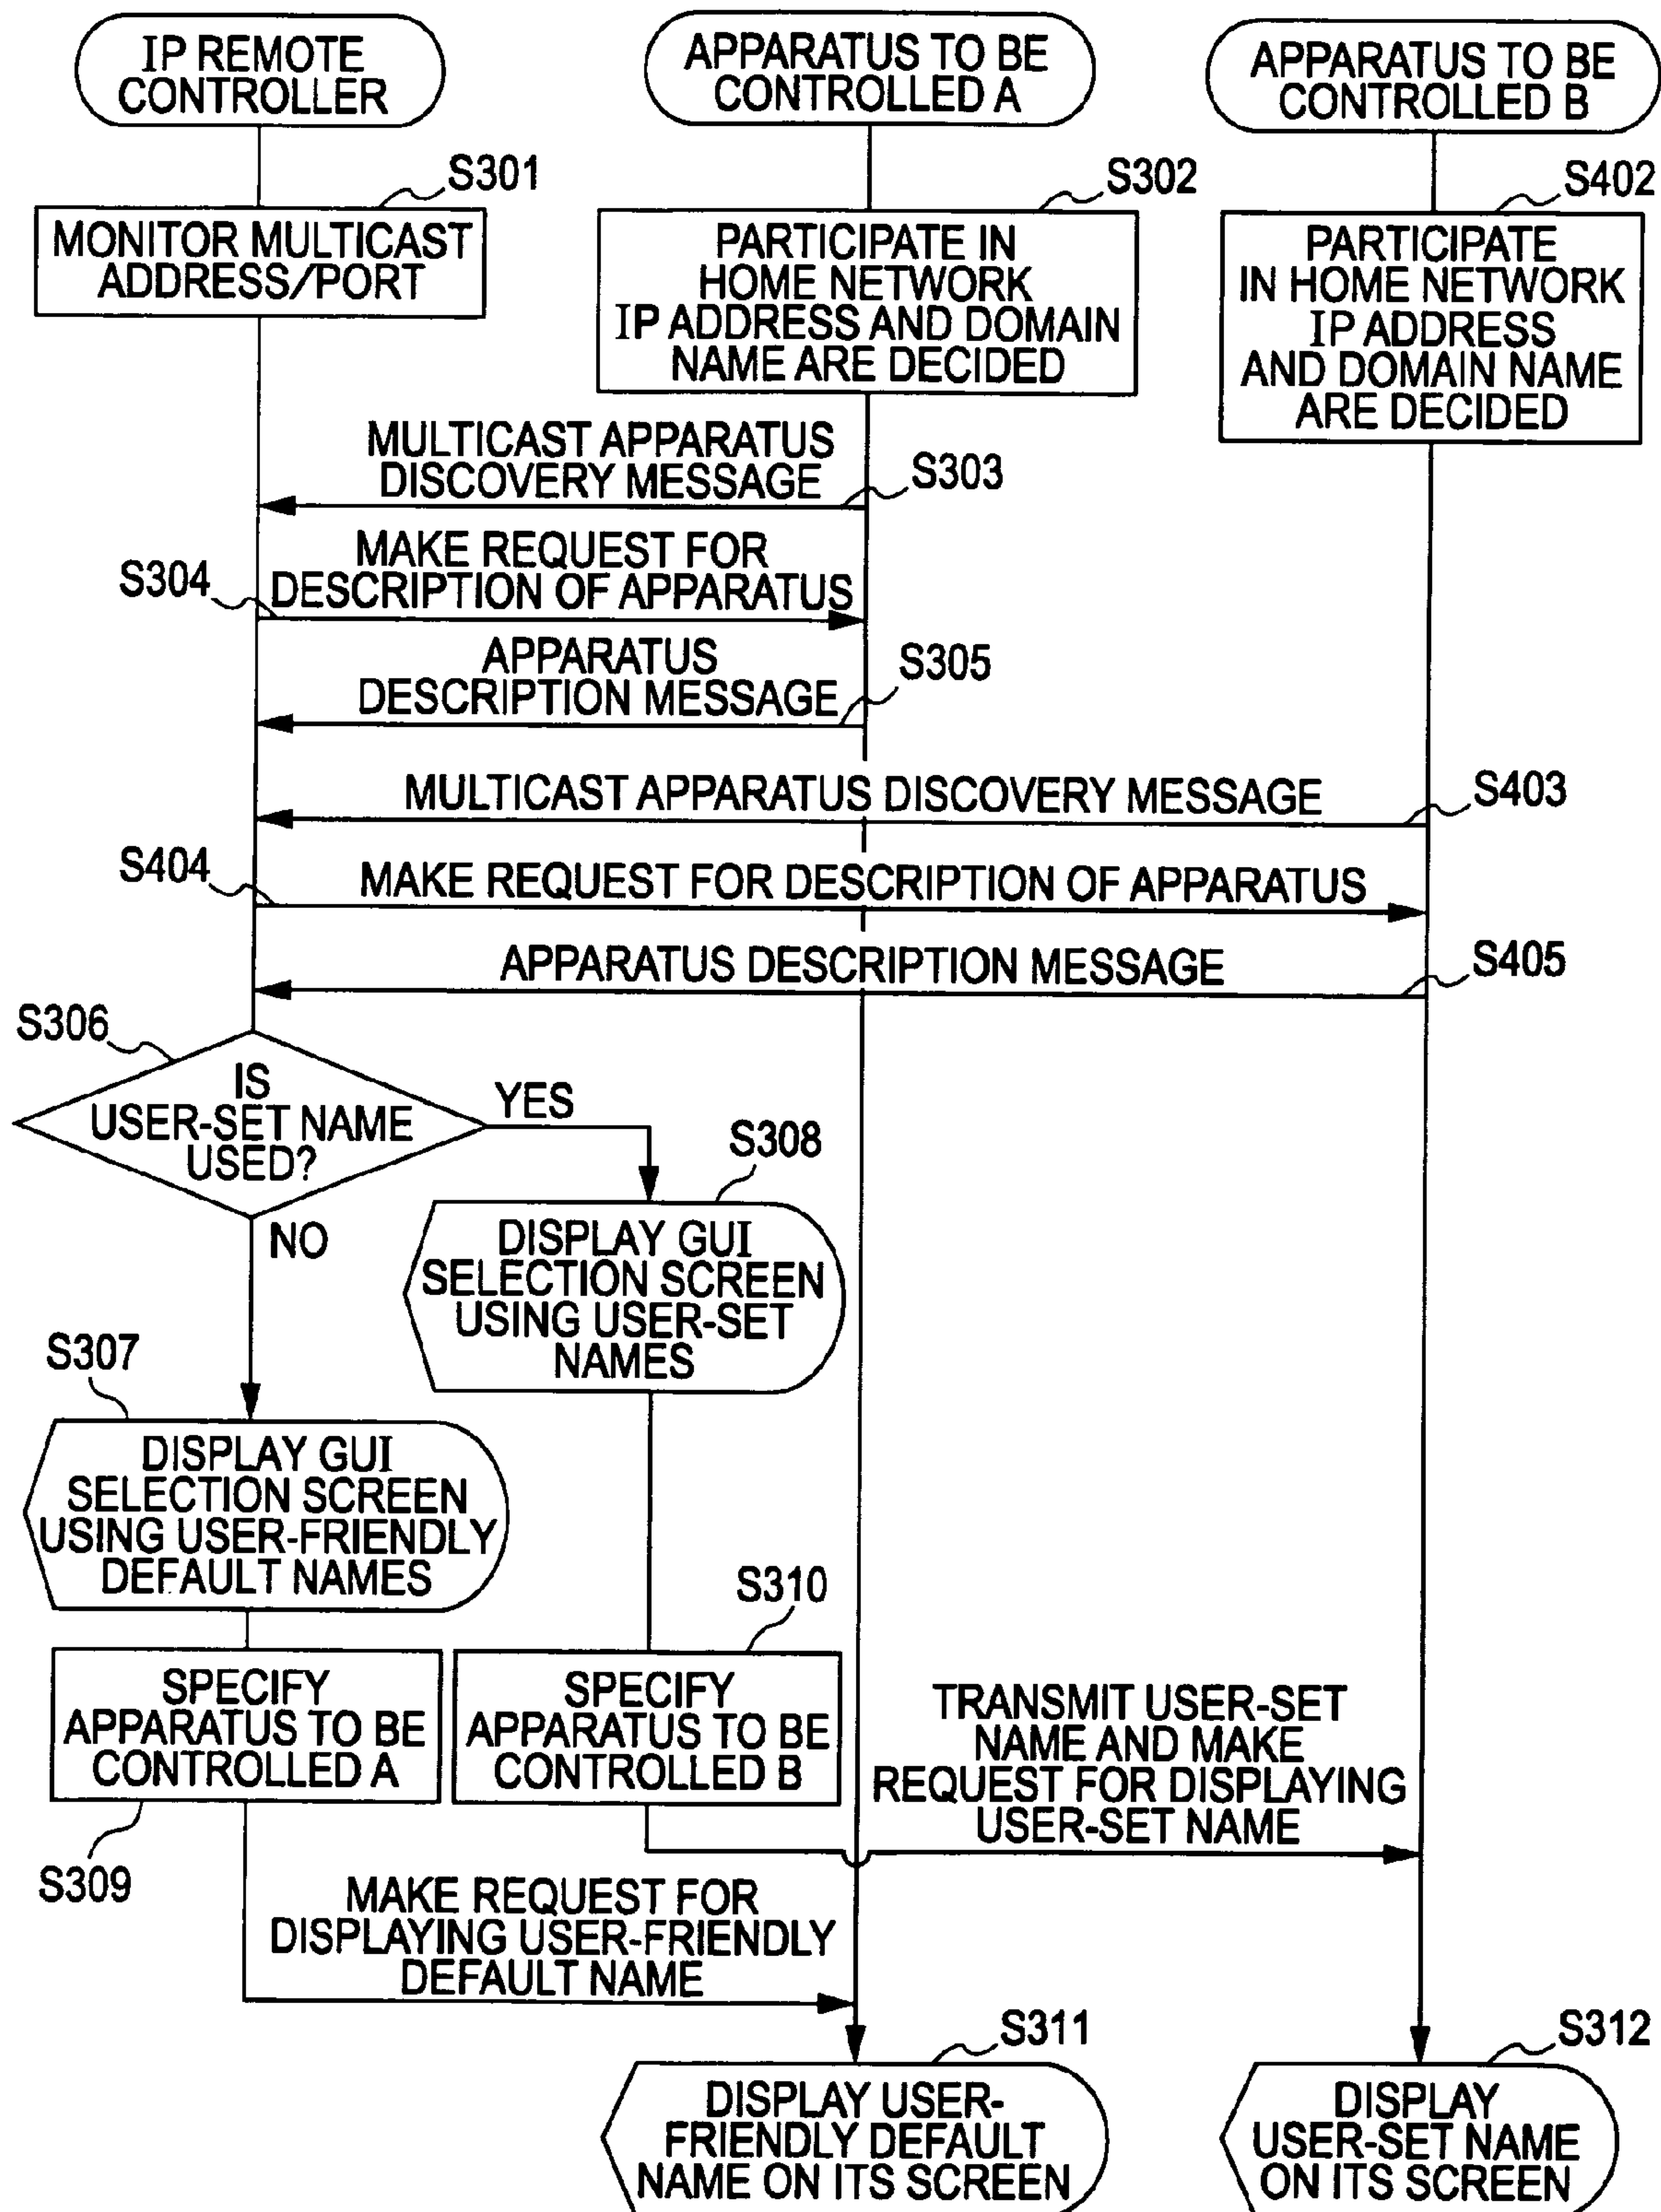 IP REMOTE
CONTROLLER
APPARATUS TO BE
CONTROLLED A
APPARATUS TO BE
CONTROLLED B
S301
MONITOR MULTICAST
ADDRESS/PORT
S302
PARTICIPATE IN
HOME NETWORK
IP ADDRESS AND DOMAIN
NAME ARE DECIDED
S402
PARTICIPATE
IN HOME NETWORK
IP ADDRESS
AND DOMAIN NAME
ARE DECIDED
MULTICAST APPARATUS
DISCOVERY MESSAGE
S303
MAKE REQUEST FOR
DESCRIPTION OF APPARATUS
S304
APPARATUS
DESCRIPTION MESSAGE
S305
MULTICAST APPARATUS DISCOVERY MESSAGE
S403
S404
MAKE REQUEST FOR DESCRIPTION OF APPARATUS
APPARATUS DESCRIPTION MESSAGE
S405
S306
IS
USER-SET NAME
USED?
YES
NO
S308
DISPLAY GUI
SELECTION SCREEN
USING USER-SET
NAMES
S307
DISPLAY GUI
SELECTION SCREEN
USING USER-FRIENDLY
DEFAULT NAMES
S310
SPECIFY
APPARATUS TO BE
CONTROLLED A
SPECIFY
APPARATUS TO BE
CONTROLLED B
TRANSMIT USER-SET
NAME AND MAKE
REQUEST FOR DISPLAYING
USER-SET NAME
S309
MAKE REQUEST FOR
DISPLAYING USER-FRIENDLY
DEFAULT NAME
S311
DISPLAY USER-
FRIENDLY DEFAULT
NAME ON ITS SCREEN
S312
DISPLAY
USER-SET NAME
ON ITS SCREEN